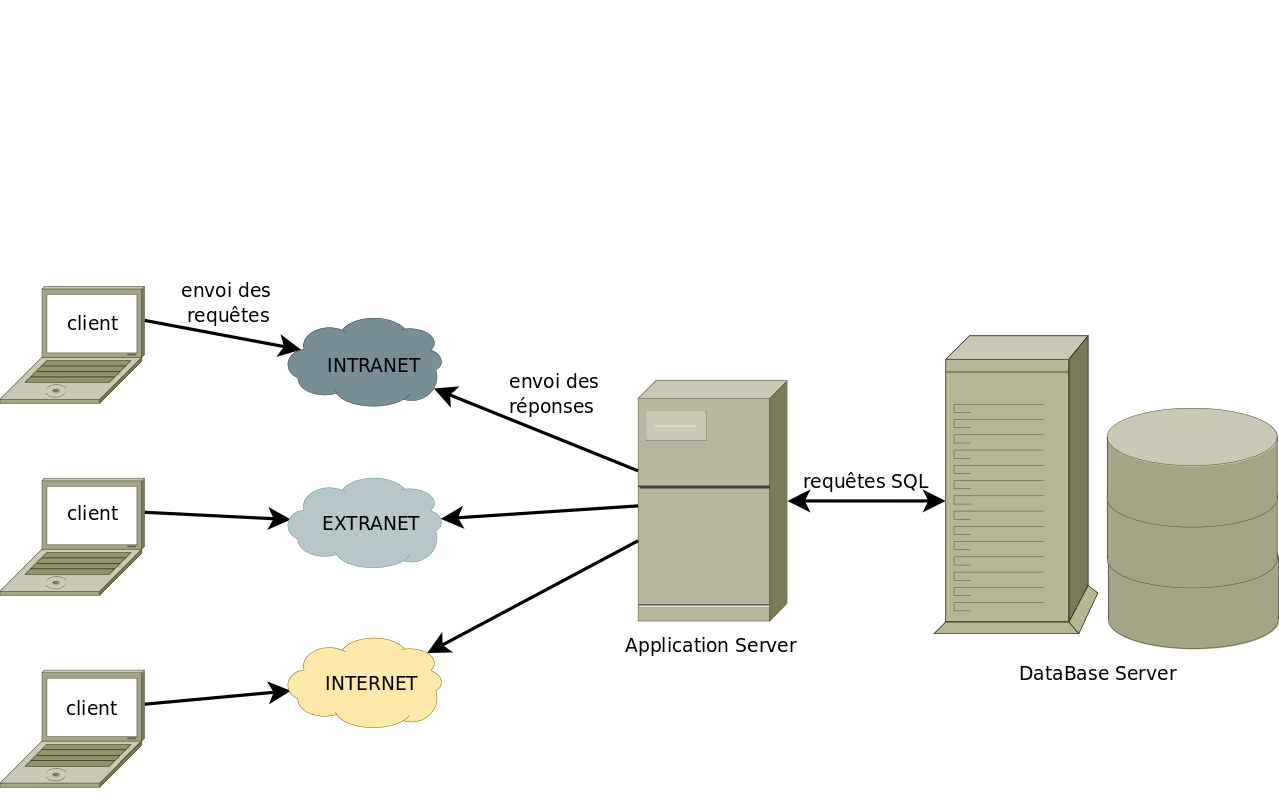 envoi des
requêtes
client
INTRANET
envoi des
réponses
requêtes SQL
client
EXTRANET
Application Server
DataBase Server
INTERNET
client